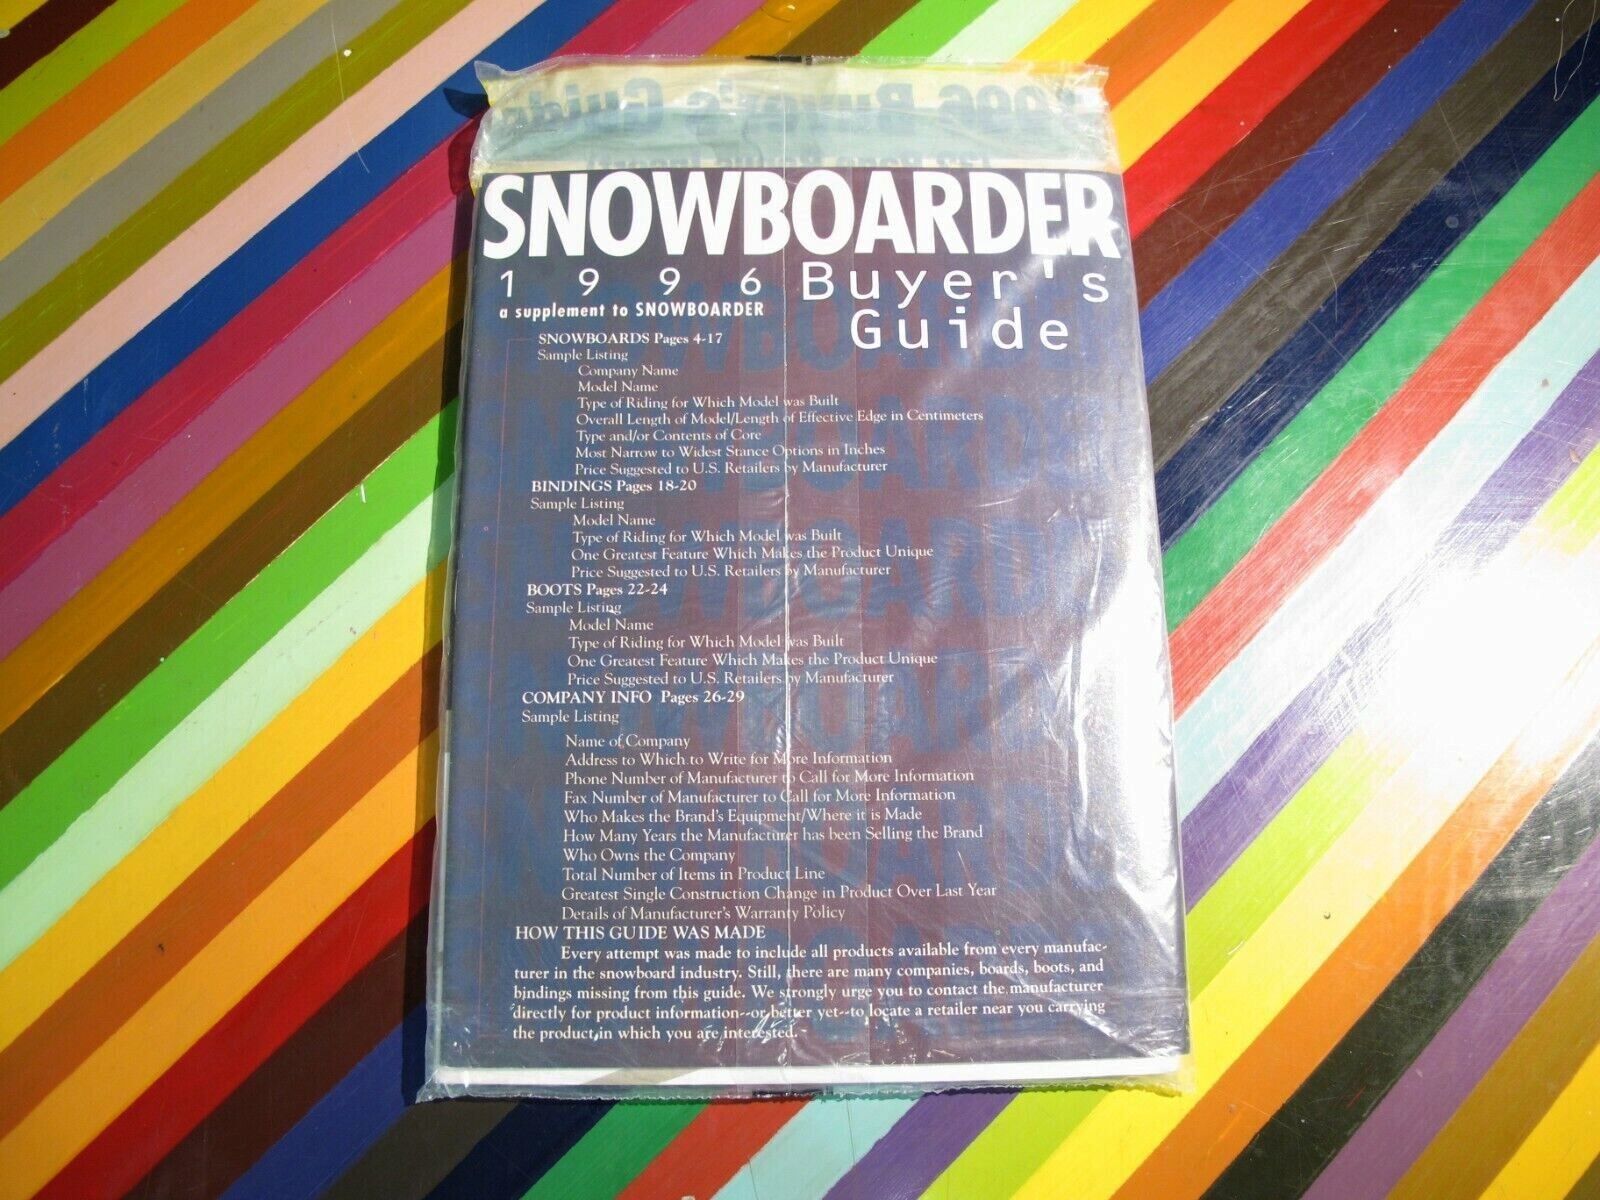 1996 Buyer's Guide
SNOWBOARDER
1996 Buyer's
Guide
a supplement to SNOWBOARDER
SNOWBOARDS Pages 4-17
Sample Listing
Company Name
Model Name
Type of Riding for Which Model was Built
Overall Length of Model/Length of Effective Edge in Centimeters
Type and/or Contents of Core
Most Narrow to Widest Stance Options in Inches
Price Suggested to U.S. Retailers by Manufacturer
BINDINGS Pages 18-20
Sample Listing
Model Name
Type of Riding for Which Model was Built
One Greatest Feature Which Makes the Product Unique
Price Suggested to U.S. Retailers by Manufacturer
BOOTS Pages 22-24
Sample Listing
Model Name
Type of Riding for Which Model was Built
One Greatest Feature Which Makes the Product Unique
Price Suggested to U.S. Retailers by Manufacturer
COMPANY INFO Pages 26-29
Sample Listing
Name of Company
Address to Which to Write for More Information
Phone Number of Manufacturer to Call for More Information
Fax Number of Manufacturer to Call for More Information
Who Makes the Brand's Equipment/Where it is Made
How Many Years the Manufacturer has been Selling the Brand
Who Owns the Company
Total Number of Items in Product Line
Greatest Single Construction Change in Product Over Last Year
Details of Manufacturer's Warranty Policy
HOW THIS GUIDE WAS MADE
Every attempt was made to include all products available from every manufac-
turer in the snowboard industry. Still, there are many companies, boards, boots, and
bindings missing from this guide. We strongly urge you to contact the manufacturer
directly for product information--or better yet--to locate a retailer near you carrying
the product in which you are interested.